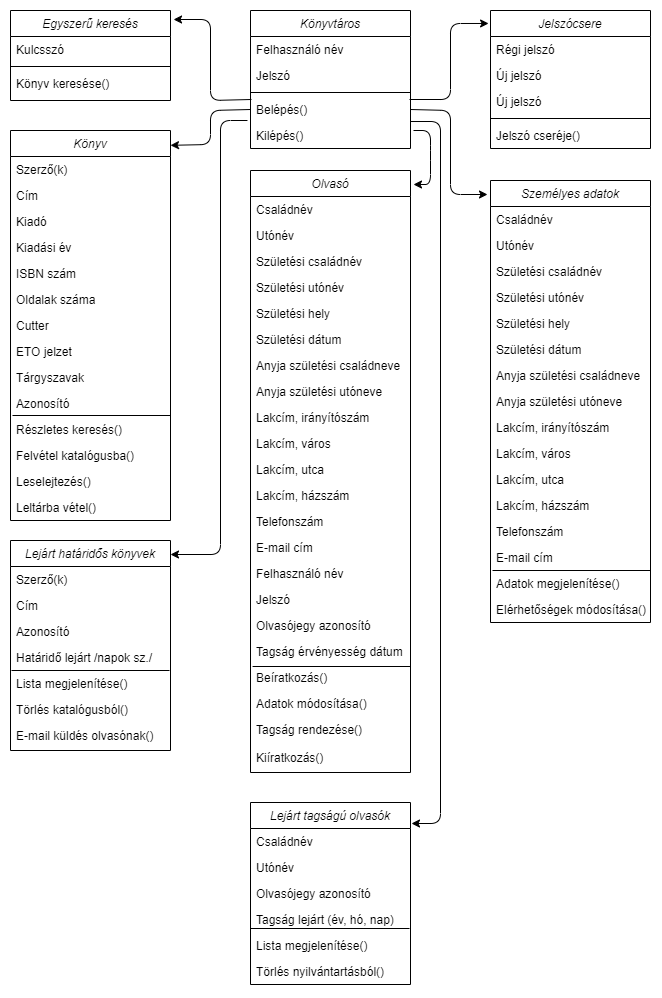 Egyszerű keresés
Kulcsszó
Könyv keresése()
Könyv
Szerző(k)
Cím
Kiadó
Kiadási év
ISBN szám
Oldalak száma
Cutter
ETO jelzet
Tárgyszavak
Azonosító
Részletes keresés()
Felvétel katalógusba()
Leselejtezés()
Leltárba vétel()
Lejárt határidős könyvek
Szerző(k)
Cím
Azonosító
Határidő lejárt /napok sz./
Lista megjelenítése()
Törlés katalógusból()
E-mail küldés olvasónak()
Könyvtáros
Felhasználó név
Jelszó
Belépés()
Kilépés()
Olvasó
Családnév
Utónév
Születési családnév
Születési utónév
Születési hely
Születési dátum
Anyja születési családneve
Anyja születési utóneve
Lakcím, irányítószám
Lakcím, város
Lakcím, utca
Lakcím, házszám
Telefonszám
E-mail cím
Felhasználó név
Jelszó
Olvasójegy azonosító
Tagság érvényesség dátum
Beíratkozás()
Adatok módosítása()
Tagság rendezése()
Kiíratkozás()
Lejárt tagságú olvasók
Családnév
Utónév
Olvasójegy azonosító
Tagság lejárt (év, hó, nap)
Lista megjelenítése()
Törlés nyilvántartásból()
Jelszócsere
Régi jelszó
Új jelszó
Új jelszó
Jelszó cseréje()
Személyes adatok
Családnév
Utónév
Születési családnév
Születési utónév
Születési hely
Születési dátum
Anyja születési családneve
Anyja születési utóneve
Lakcím, irányítószám
Lakcím, város
Lakcím, utca
Lakcím, házszám
Telefonszám
E-mail cím
Adatok megjelenítése()
Elérhetőségek módosítása()